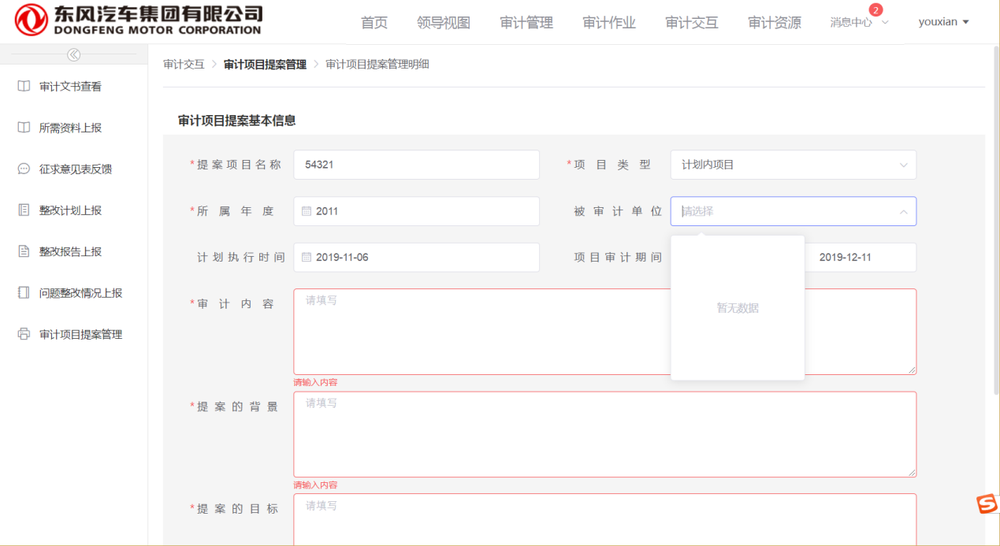 东风汽车集团有限公司
DONGFENG MOTOR CORPORATION
首页 领导视图 审计管理 审计作业 审计交互 审计资源 消息中心 2 youxian
审计交互 > 审计项目提案管理 > 审计项目提案管理明细
审计文书查看
所需资料上报
征求意见表反馈
整改计划上报
整改报告上报
问题整改情况上报
审计项目提案管理
审计项目提案基本信息
*提案项目名称 54321 *项目类型 计划内项目
*所属年度 2011 被审计单位 请选择
计划执行时间 2019-11-06 项目审计期间 2019-12-11
暂无数据
*审计内容 请填写
请输入内容
*提案的背景 请填写
请输入内容
*提案的目标 请填写